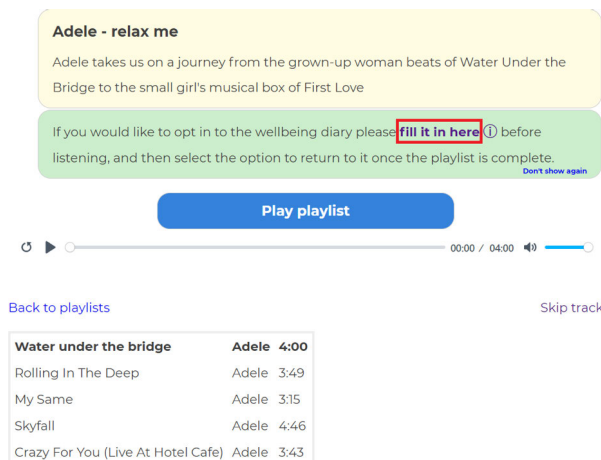 Adele - relax me
Adele takes us on a journey from the grown-up woman beats of Water Under the
Bridge to the small girl's musical box of First Love
If you would like to opt in to the wellbeing diary please fill it in here ⓘ before
listening, and then select the option to return to it once the playlist is complete.
Don't show again
Play playlist
00:00 / 04:00
Back to playlists Skip track
Water under the bridge Adele 4:00
Rolling In The Deep Adele 3:49
My Same Adele 3:15
Skyfall Adele 4:46
Crazy For You (Live At Hotel Cafe) Adele 3:43